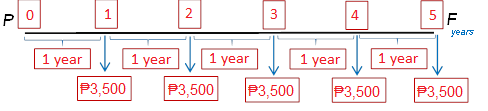 P 0 1 2 3 4 5 F
years
1 year 1 year 1 year 1 year 1 year
₱3,500 ₱3,500 ₱3,500 ₱3,500 ₱3,500